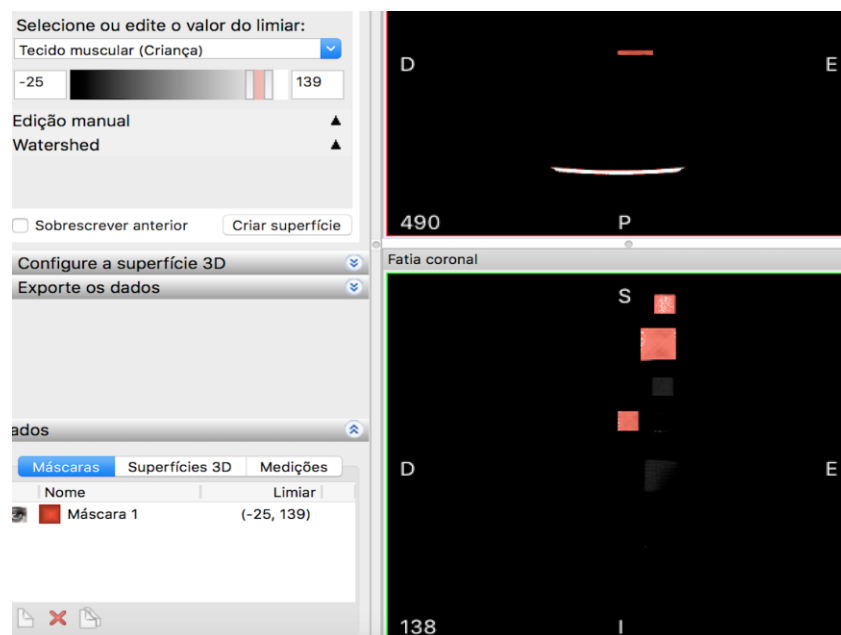 Selecione ou edite o valor do limiar:
Tecido muscular (Criança)
-25
139
Edição manual
Watershed
Sobrescrever anterior
Criar superfície
Configure a superfície 3D
Exporte os dados
ados
Máscaras
Superfícies 3D
Medições
Nome
Limiar
Máscara 1
(-25, 139)
D
E
490
P
Fatia coronal
S
D
E
138
I